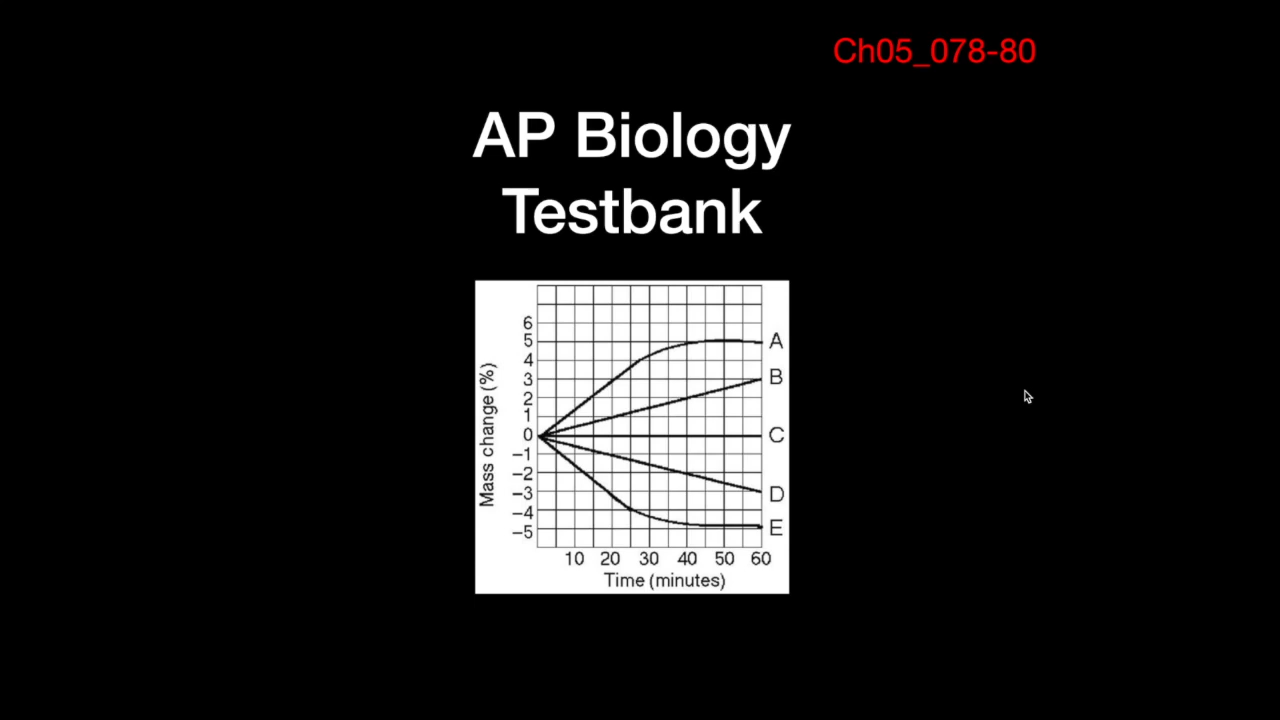 Ch05_078-80
AP Biology
Testbank
Mass change (%)
6
5
4
3
2
1
0
–1
–2
–3
–4
–5
A
B
C
D
E
10 20 30 40 50 60
Time (minutes)